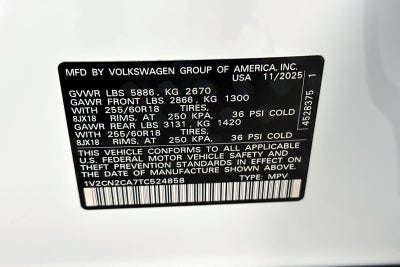 MFD BY VOLKSWAGEN GROUP OF AMERICA, INC.
USA 11/2025
GVWR LBS 5886, KG 2670
GAWR FRONT LBS 2866, KG 1300
WITH 255/60R18 TIRES,
8JX18 RIMS, AT 250 KPA, 36 PSI COLD
GAWR REAR LBS 3131, KG 1420
WITH 255/60R18 TIRES,
8JX18 RIMS, AT 250 KPA, 36 PSI COLD
THIS VEHICLE CONFORMS TO ALL APPLICABLE
U.S. FEDERAL MOTOR VEHICLE SAFETY AND
THEFT PREVENTION STANDARDS IN EFFECT ON THE
DATE OF MANUFACTURE SHOWN ABOVE.
1V2CN2CA7TC524858 TYPE: MPV
4528375 1